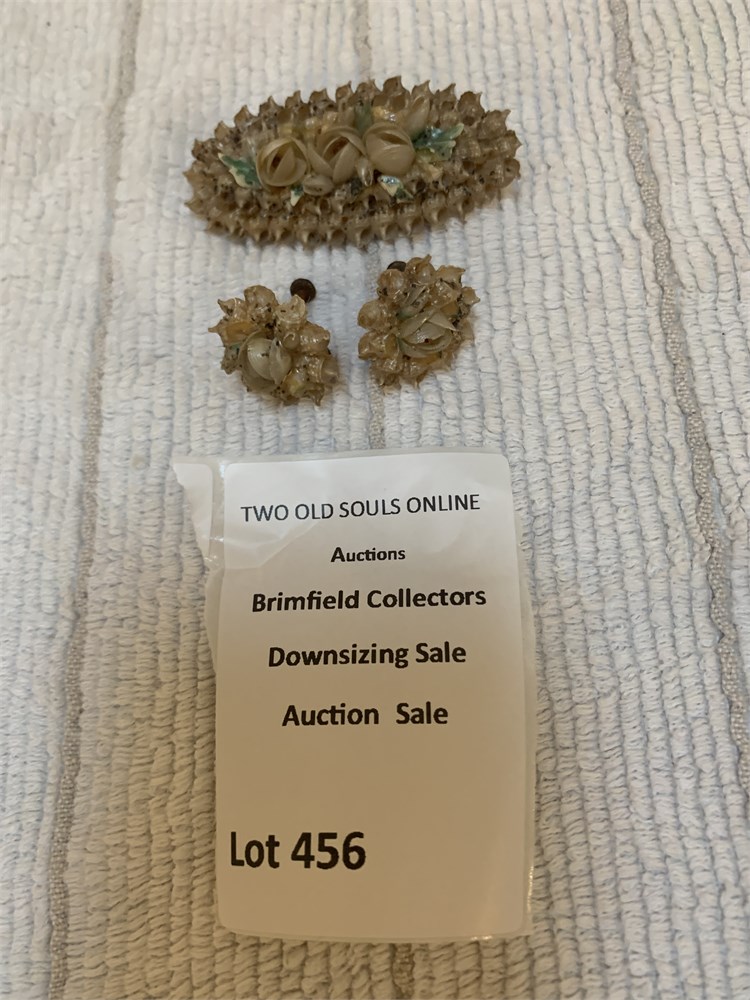 TWO OLD SOULS ONLINE
Auctions
Brimfield Collectors
Downsizing Sale
Auction Sale
Lot 456